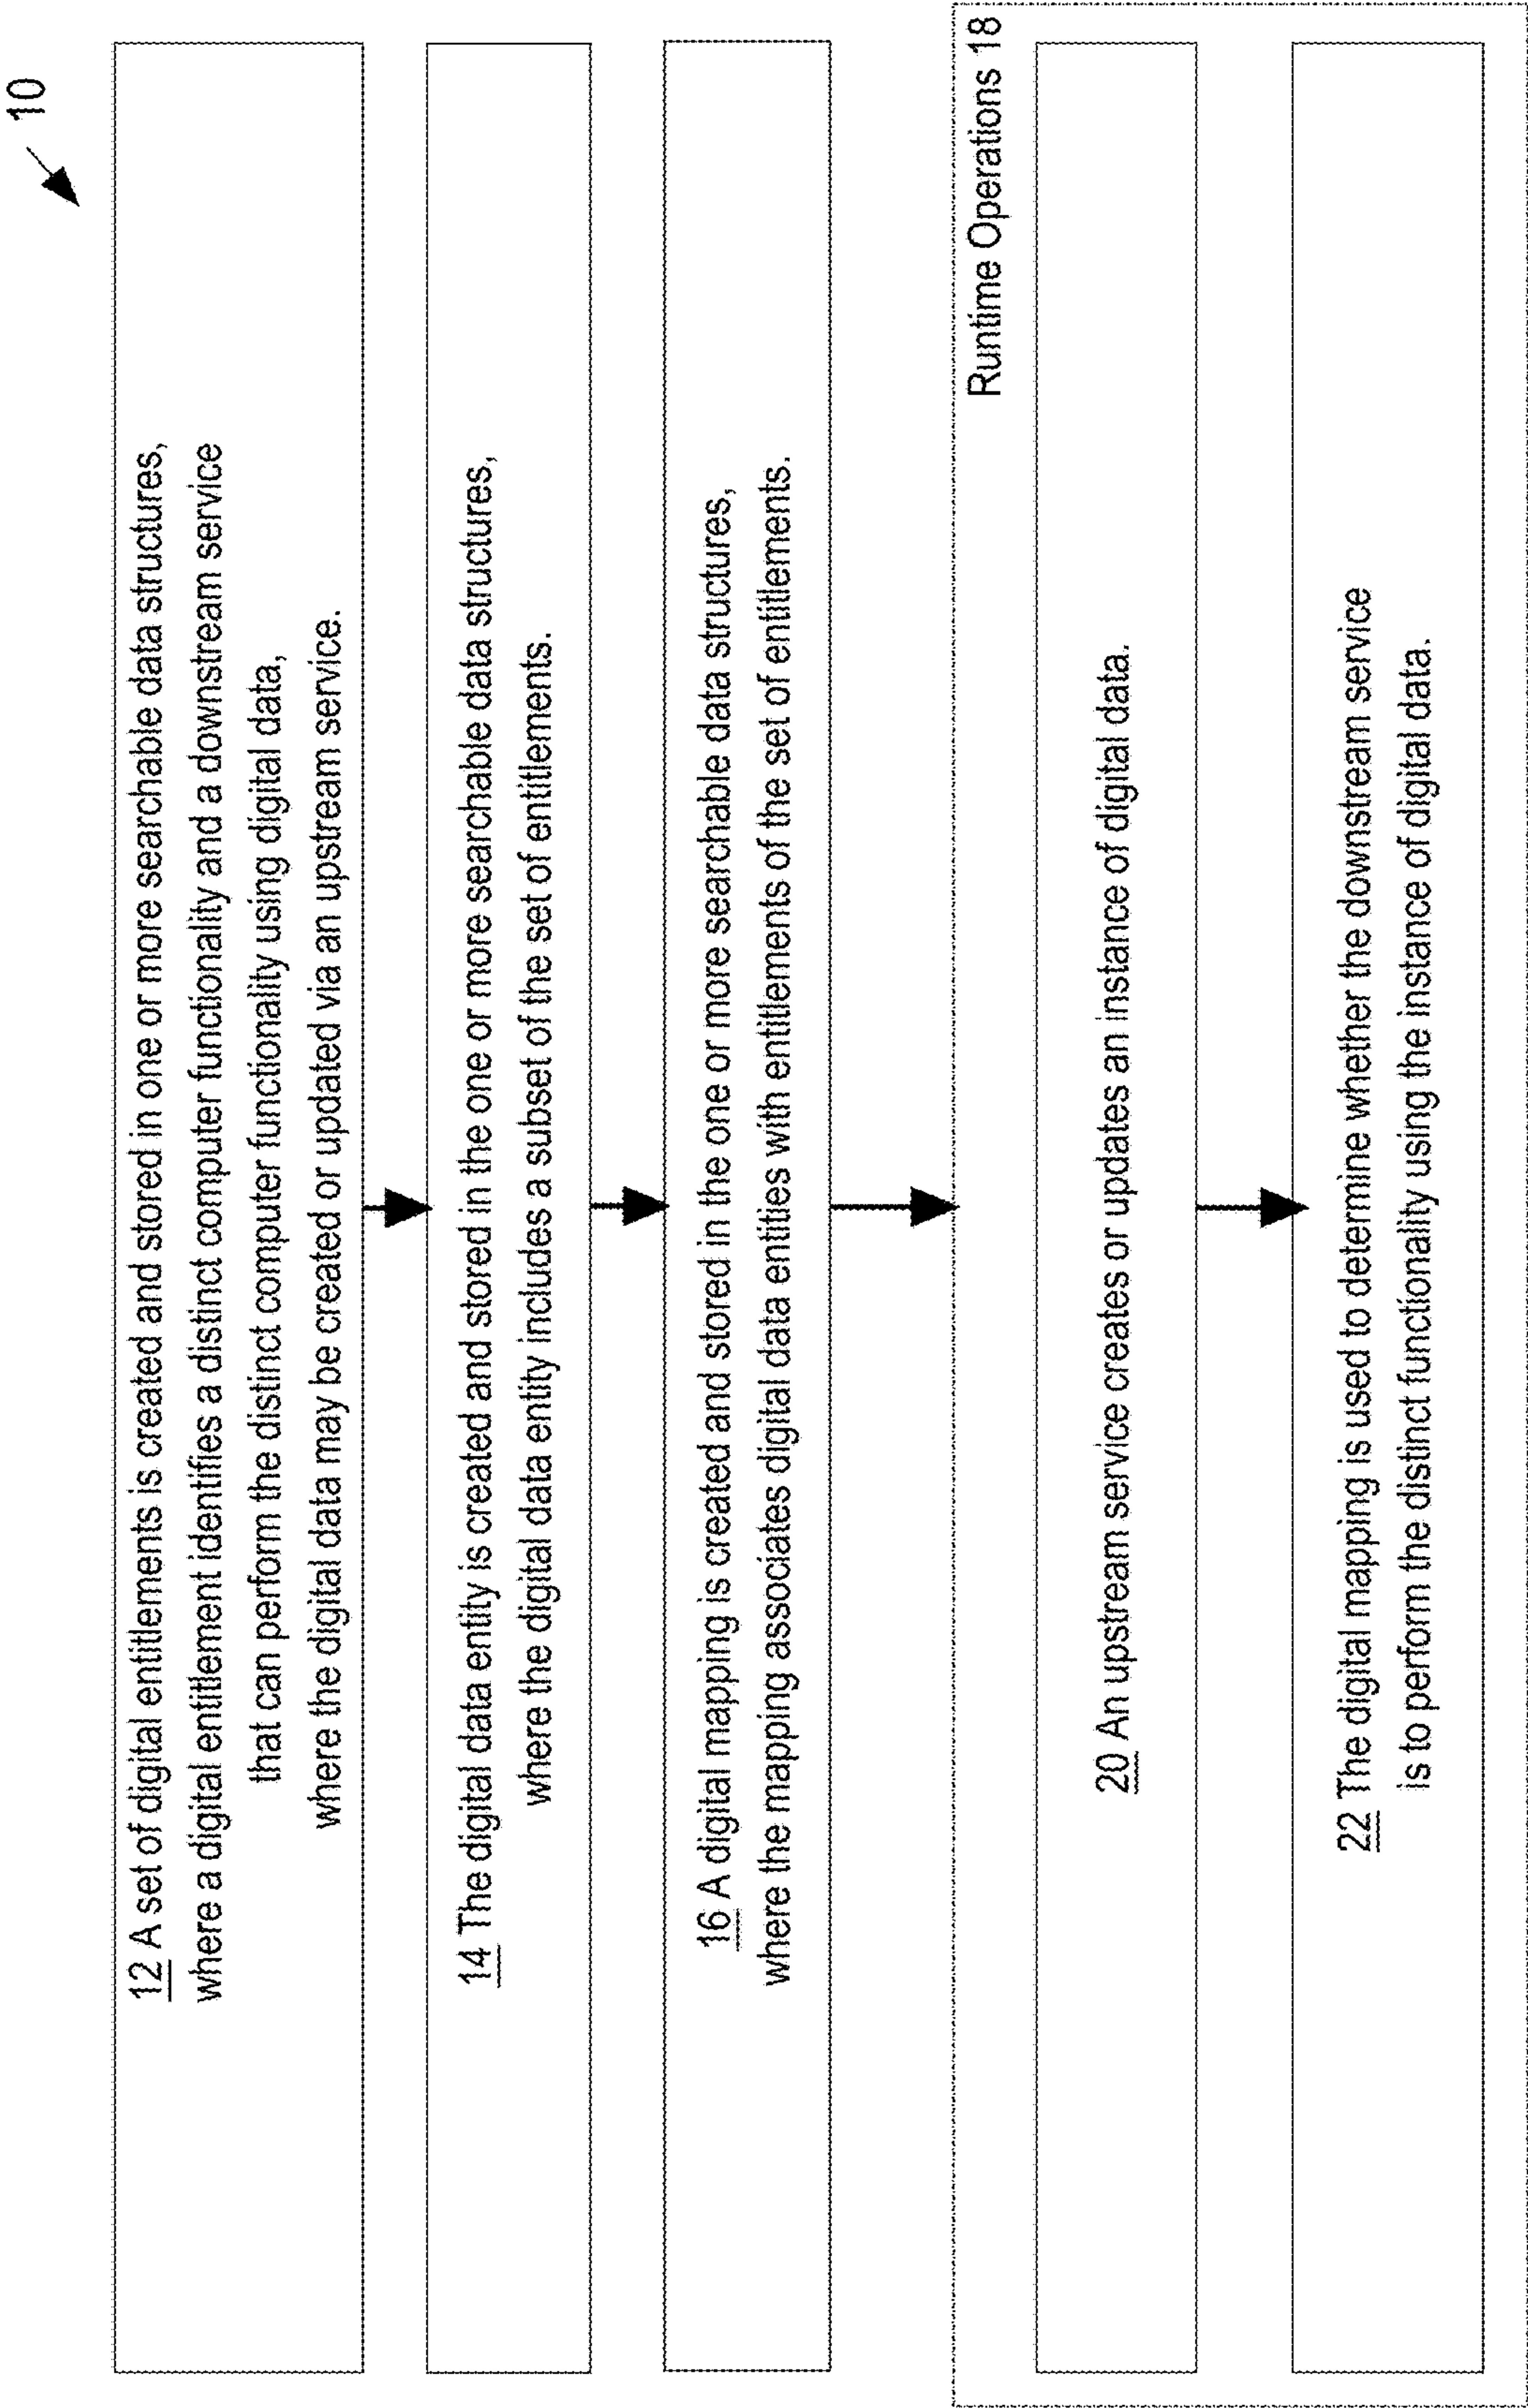 10
12 A set of digital entitlements is created and stored in one or more searchable data structures,
where a digital entitlement identifies a distinct computer functionality and a downstream service
that can perform the distinct computer functionality using digital data,
where the digital data may be created or updated via an upstream service.
14 The digital data entity is created and stored in the one or more searchable data structures,
where the digital data entity includes a subset of the set of entitlements.
16 A digital mapping is created and stored in the one or more searchable data structures,
where the mapping associates digital data entities with entitlements of the set of entitlements.
Runtime Operations 18
20 An upstream service creates or updates an instance of digital data.
22 The digital mapping is used to determine whether the downstream service
is to perform the distinct functionality using the instance of digital data.